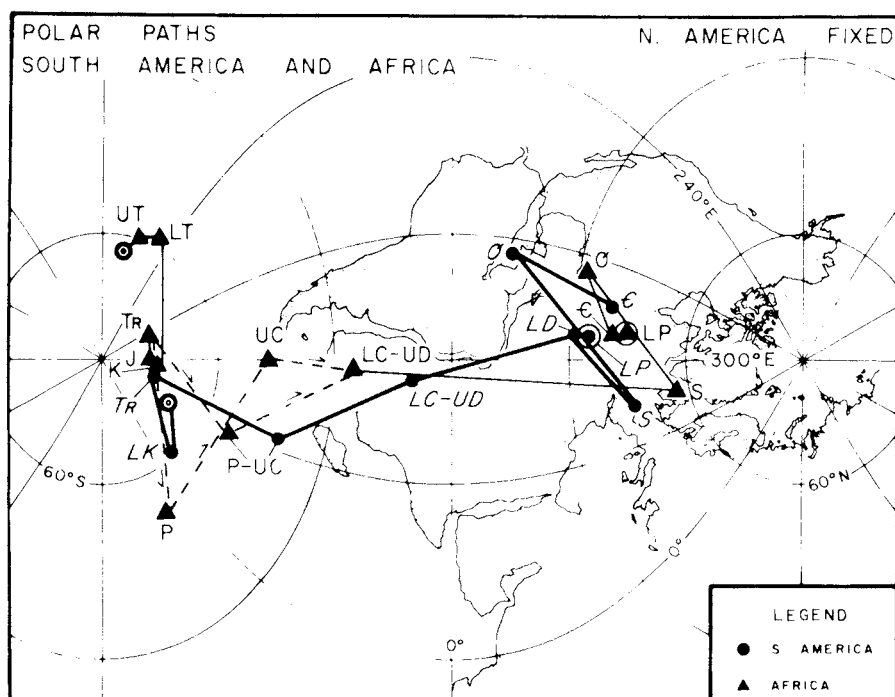 POLAR PATHS
N. AMERICA FIXED
SOUTH AMERICA AND AFRICA
240°E
UT
LT
O
O
Є
Є
TR
J
K
TR
UC
LC-UD
LC-UD
LD
LP
LP
300°E
S
S
LK
P-UC
P
60°S
60°N
0°
0°
LEGEND
S AMERICA
AFRICA